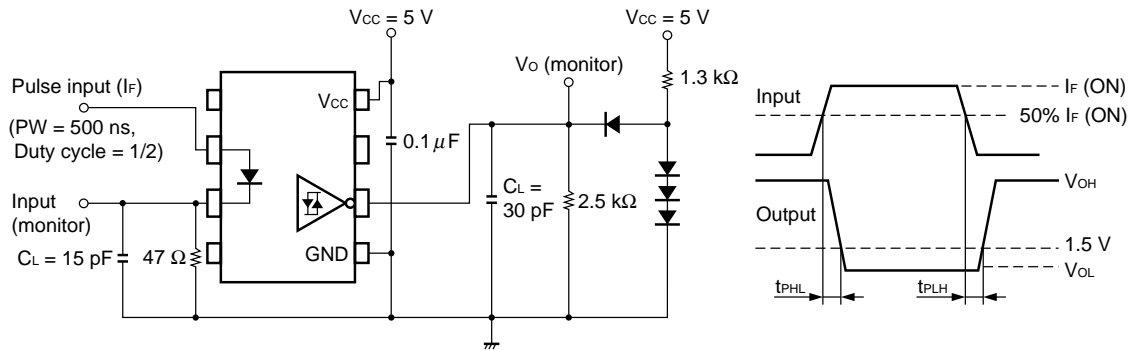 VCC = 5 V
VCC = 5 V
Pulse input (IF)
(PW = 500 ns,
Duty cycle = 1/2)
Input
(monitor)
CL = 15 pF
47 Ω
VCC
GND
0.1 μF
VO (monitor)
1.3 kΩ
CL =
30 pF
2.5 kΩ
Input
IF (ON)
50% IF (ON)
Output
VOH
1.5 V
VOL
tPHL
tPLH